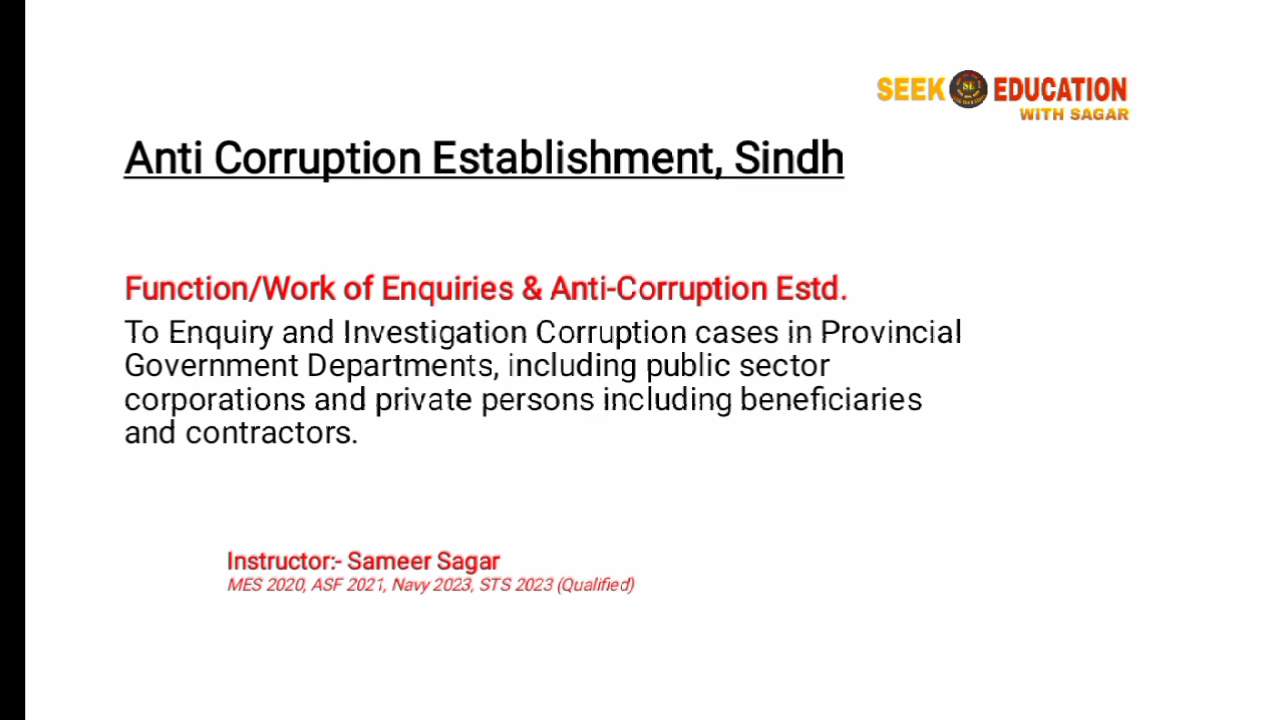 SEEK SE EDUCATION
WITH SAGAR
Anti Corruption Establishment, Sindh
Function/Work of Enquiries & Anti-Corruption Estd.
To Enquiry and Investigation Corruption cases in Provincial
Government Departments, including public sector
corporations and private persons including beneficiaries
and contractors.
Instructor:- Sameer Sagar
MES 2020, ASF 2021, Navy 2023, STS 2023 (Qualified)